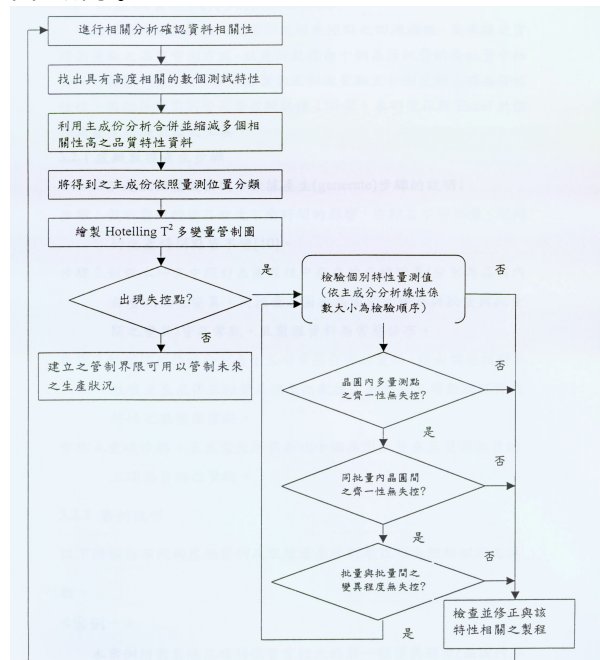 進行相關分析確認資料相關性
找出具有高度相關的數個測試特性
利用主成份分析合併並縮減多個相
關性高之品質特性資料
將得到之主成份依照量測位置分類
繪製 Hotelling T² 多變量管制圖
出現失控點?
是
否
建立之管制界限可用以管制未來
之生產狀況
檢驗個別特性量測值
(依主成分分析線性係
數大小為檢驗順序)
否
晶圓內多量測點
之齊一性無失控?
否
是
同批量內晶圓間
之齊一性無失控?
否
是
批量與批量間之
變異程度無失控?
否
是
檢查並修正與該
特性相關之製程